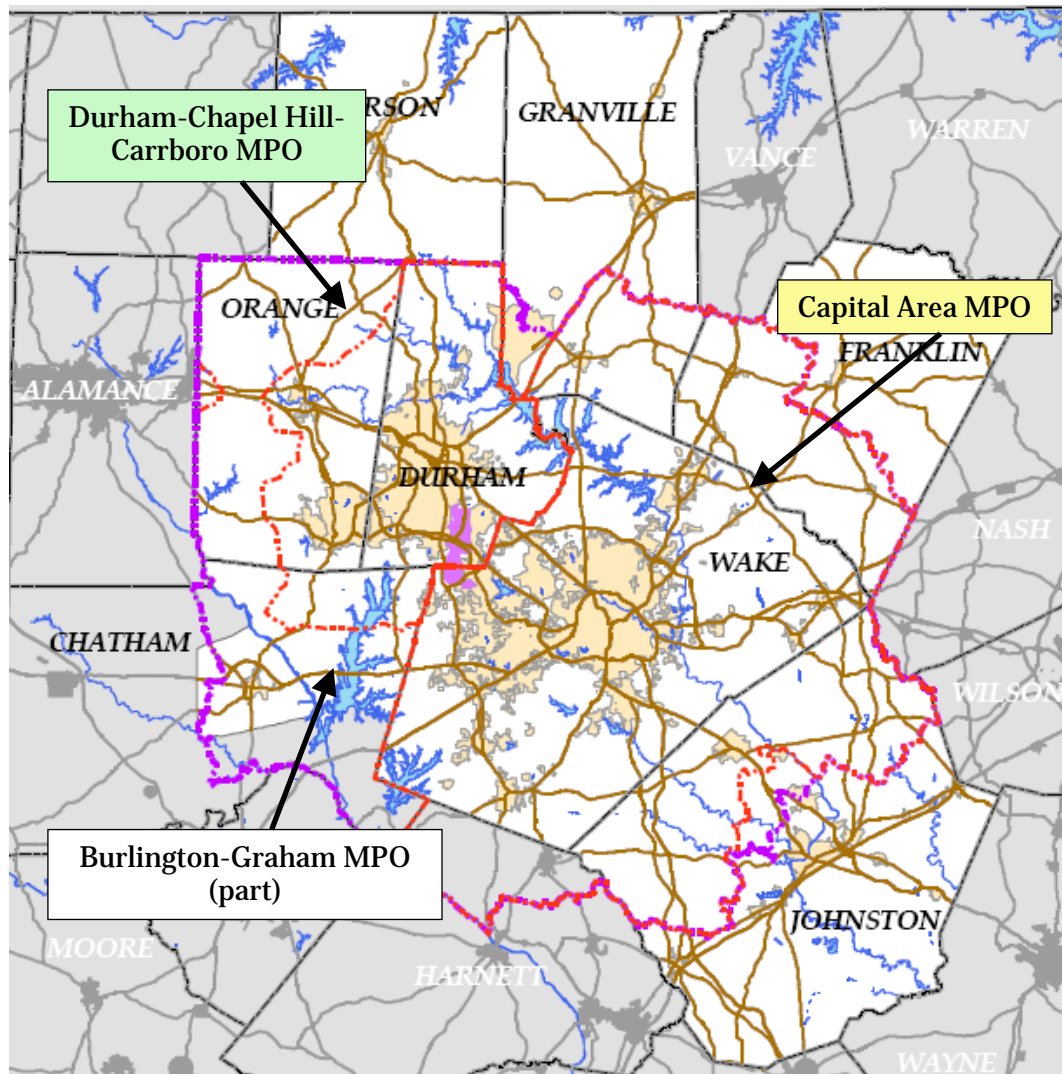 RSON
GRANVILLE
WARREN
VANCE
Durham-Chapel Hill-
Carrboro MPO
ORANGE
Capital Area MPO
FRANKLIN
ALAMANCE
DURHAM
NASH
WAKE
CHATHAM
WILSON
Burlington-Graham MPO
(part)
JOHNSTON
MOORE
HARNETT
WAYNE